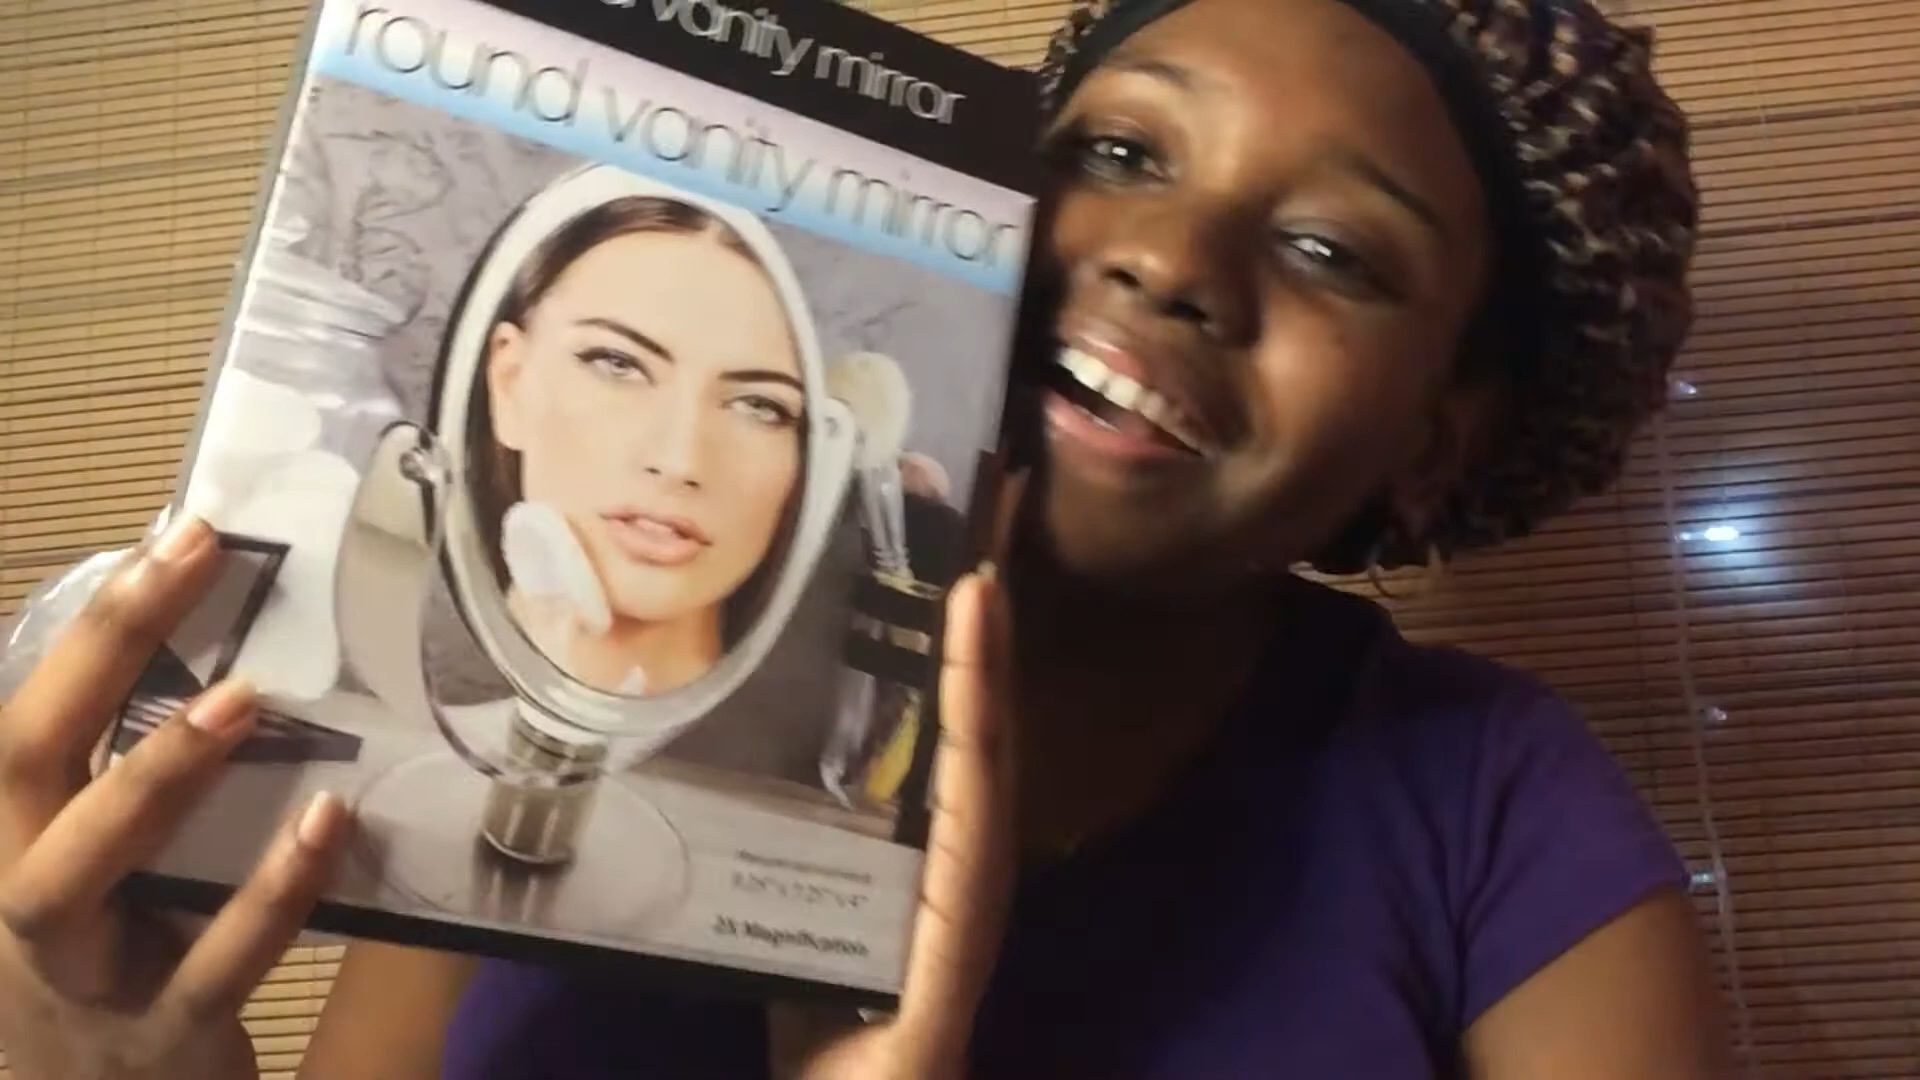 vanity mirror
round vanity mirror
2X Magnification